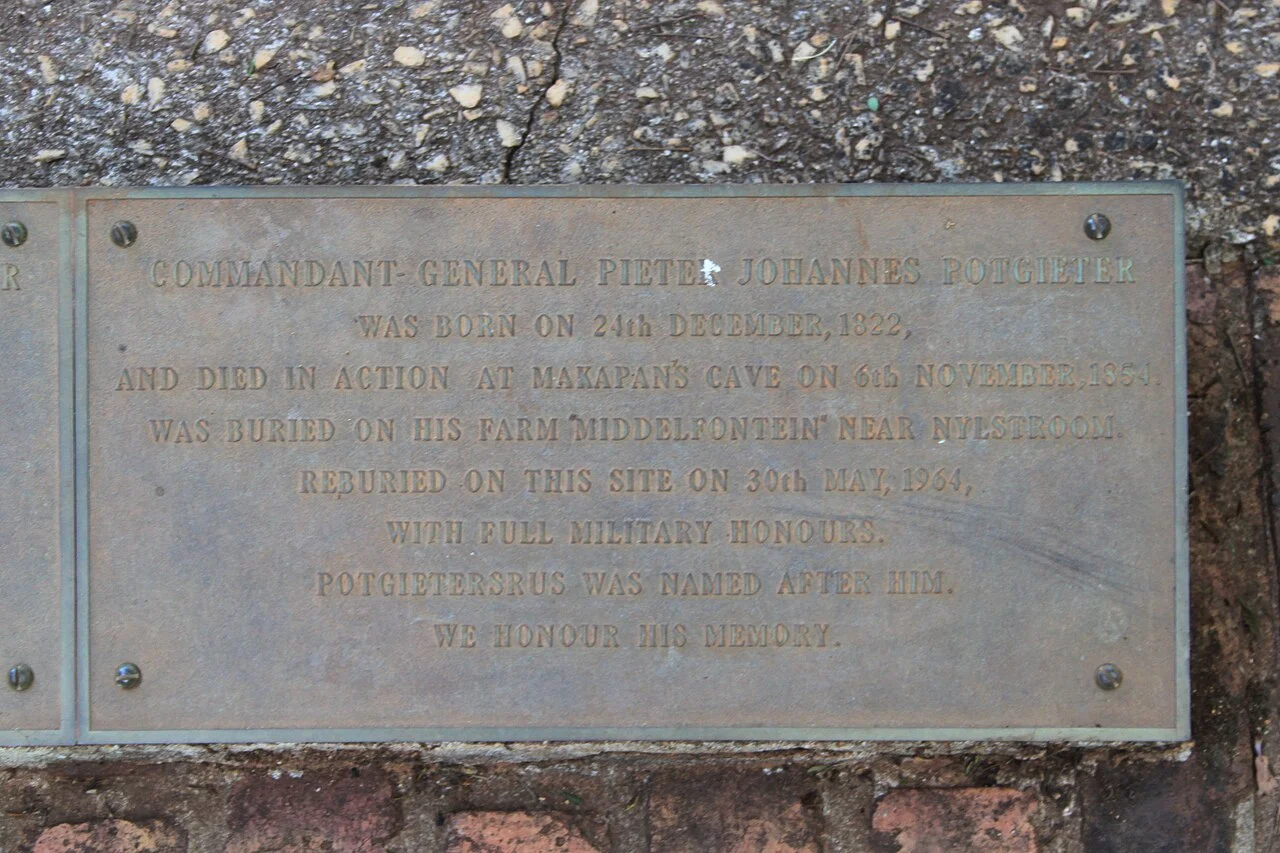 R
COMMANDANT-GENERAL PIETER JOHANNES POTGIETER
WAS BORN ON 24th DECEMBER, 1822,
AND DIED IN ACTION AT MAKAPAN'S CAVE ON 6th NOVEMBER, 1854.
WAS BURIED ON HIS FARM "MIDDELFONTEIN" NEAR NYLSTROOM.
REBURIED ON THIS SITE ON 30th MAY, 1964,
WITH FULL MILITARY HONOURS.
POTGIETERSRUS WAS NAMED AFTER HIM.
WE HONOUR HIS MEMORY.